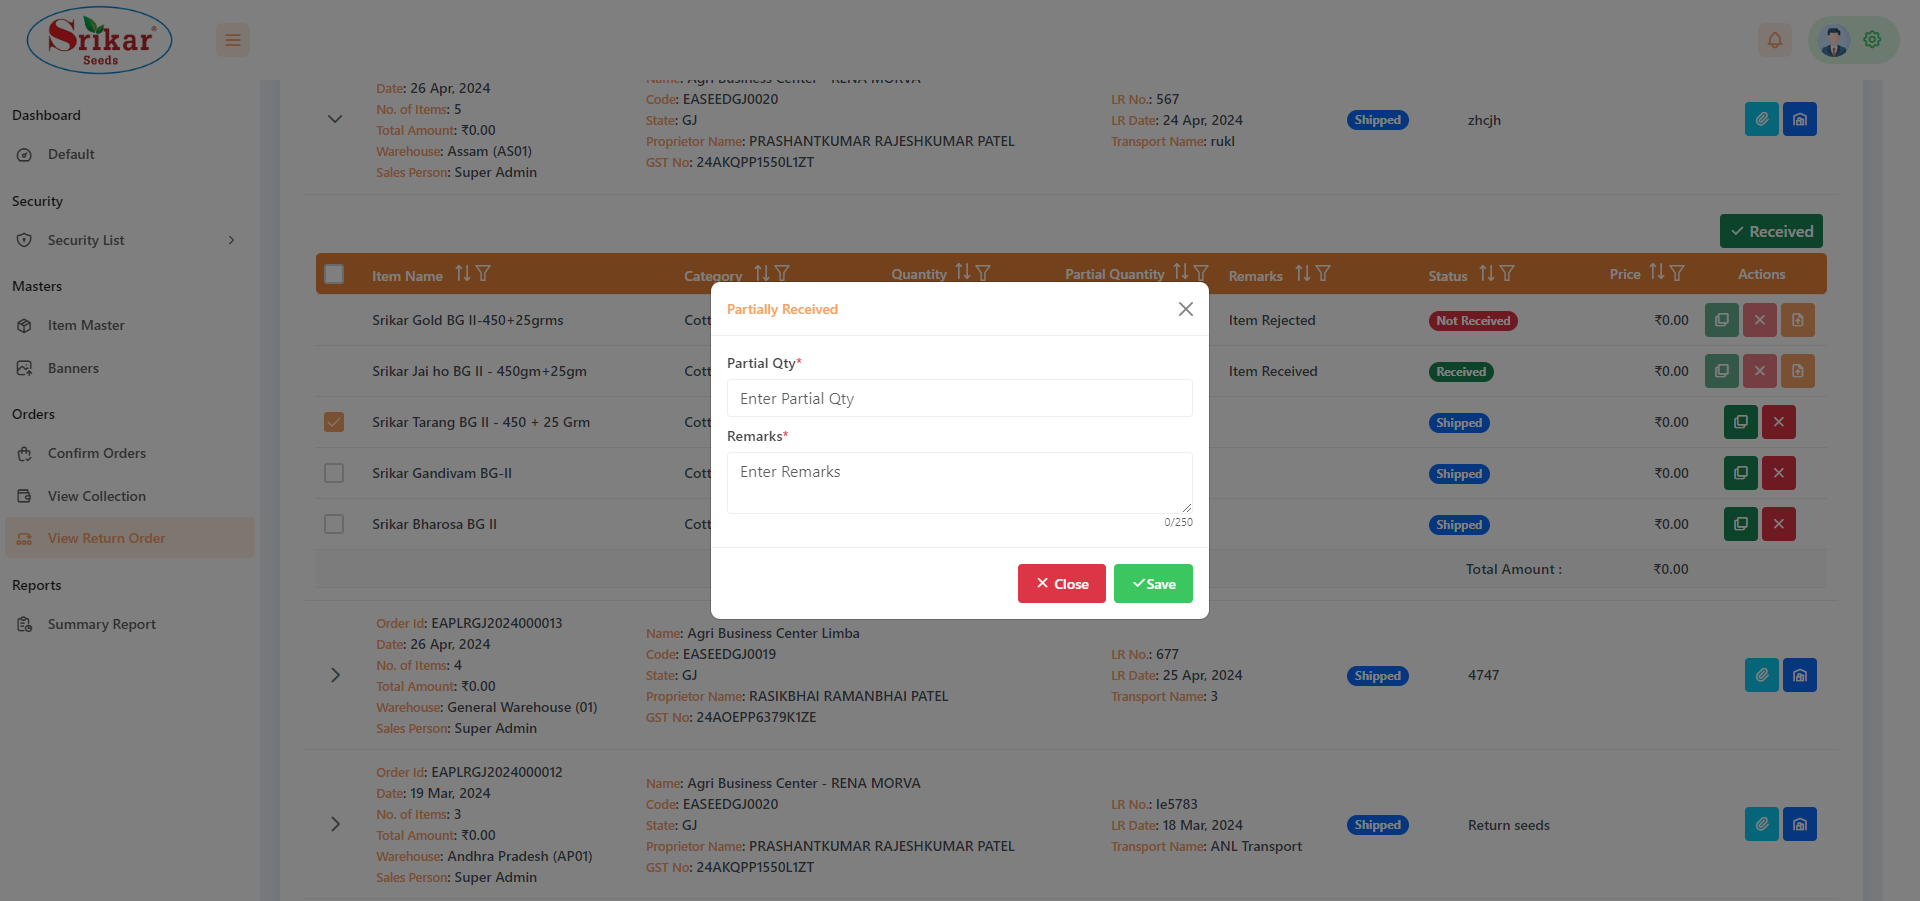 Srikar
Seeds
Dashboard
Default
Security
Security List
Masters
Item Master
Banners
Orders
Confirm Orders
View Collection
View Return Order
Reports
Summary Report
Date: 26 Apr, 2024
No. of Items: 5
Total Amount: ₹0.00
Warehouse: Assam (AS01)
Sales Person: Super Admin
Name: Agri Business Center - RENA MORVA
Code: EASEEDGJ0020
State: GJ
Proprietor Name: PRASHANTKUMAR RAJESHKUMAR PATEL
GST No: 24AKQPP1550L1ZT
LR No.: 567
LR Date: 24 Apr, 2024
Transport Name: rukl
Shipped
zhcjh
Received
Item Name Category Quantity Partial Quantity Remarks Status Price Actions
Srikar Gold BG II-450+25grms Cott Item Rejected Not Received ₹0.00
Srikar Jai ho BG II - 450gm+25gm Cott Item Received Received ₹0.00
Srikar Tarang BG II - 450 + 25 Grm Cott Shipped ₹0.00
Srikar Gandivam BG-II Cott Shipped ₹0.00
Srikar Bharosa BG II Cott Shipped ₹0.00
Total Amount : ₹0.00
Partially Received
Partial Qty*
Enter Partial Qty
Remarks*
Enter Remarks
0/250
Close
Save
Order Id: EAPLRGJ2024000013
Date: 26 Apr, 2024
No. of Items: 4
Total Amount: ₹0.00
Warehouse: General Warehouse (01)
Sales Person: Super Admin
Name: Agri Business Center Limba
Code: EASEEDGJ0019
State: GJ
Proprietor Name: RASIKBHAI RAMANBHAI PATEL
GST No: 24AOEPP6379K1ZE
LR No.: 677
LR Date: 25 Apr, 2024
Transport Name: 3
Shipped
4747
Order Id: EAPLRGJ2024000012
Date: 19 Mar, 2024
No. of Items: 3
Total Amount: ₹0.00
Warehouse: Andhra Pradesh (AP01)
Sales Person: Super Admin
Name: Agri Business Center - RENA MORVA
Code: EASEEDGJ0020
State: GJ
Proprietor Name: PRASHANTKUMAR RAJESHKUMAR PATEL
GST No: 24AKQPP1550L1ZT
LR No.: le5783
LR Date: 18 Mar, 2024
Transport Name: ANL Transport
Shipped
Return seeds